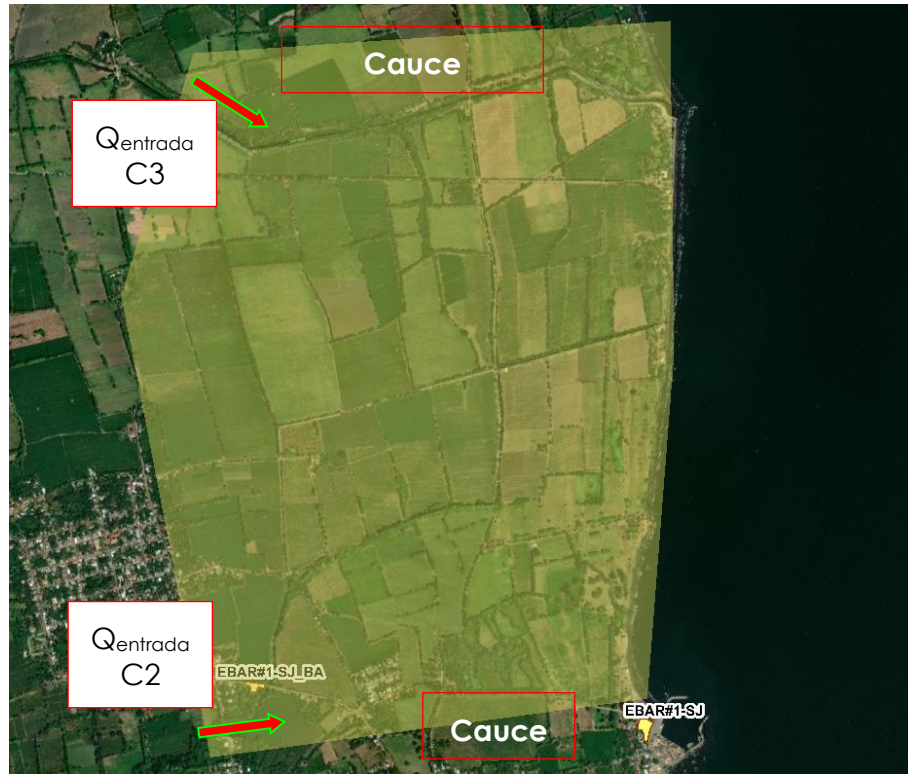 Cauce
Qentrada
C3
Qentrada
C2
EBAR#1-SJ_BA
EBAR#1-SJ
Cauce